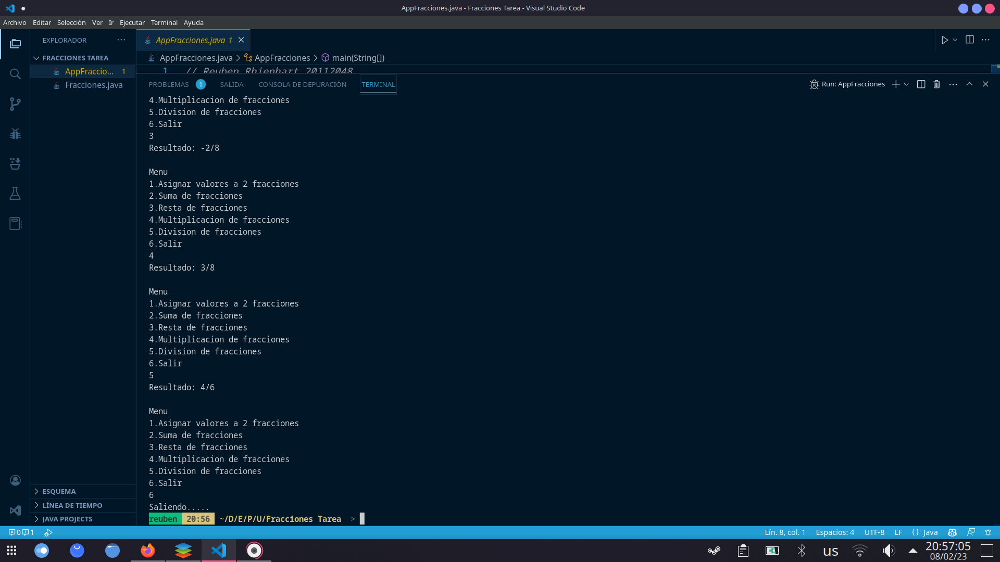 AppFracciones.java - Fracciones Tarea - Visual Studio Code
Archivo Editar Selección Ver Ir Ejecutar Terminal Ayuda
EXPLORADOR
FRACCIONES TAREA
AppFraccio... 1
Fracciones.java
AppFracciones.java 1
AppFracciones.java > AppFracciones > main(String[])
1 // Reuben Rhienhart 20112048
PROBLEMAS 1 SALIDA CONSOLA DE DEPURACIÓN TERMINAL
Run: AppFracciones
4.Multiplicacion de fracciones
5.Division de fracciones
6.Salir
3
Resultado: -2/8
Menu
1.Asignar valores a 2 fracciones
2.Suma de fracciones
3.Resta de fracciones
4.Multiplicacion de fracciones
5.Division de fracciones
6.Salir
4
Resultado: 3/8
Menu
1.Asignar valores a 2 fracciones
2.Suma de fracciones
3.Resta de fracciones
4.Multiplicacion de fracciones
5.Division de fracciones
6.Salir
5
Resultado: 4/6
Menu
1.Asignar valores a 2 fracciones
2.Suma de fracciones
3.Resta de fracciones
4.Multiplicacion de fracciones
5.Division de fracciones
6.Salir
6
Saliendo.....
reuben 20:56 ~/D/E/P/U/Fracciones Tarea >
ESQUEMA
LÍNEA DE TIEMPO
JAVA PROJECTS
0 1
Lín. 8, col. 1 Espacios: 4 UTF-8 LF {} Java
us
20:57:05
08/02/23